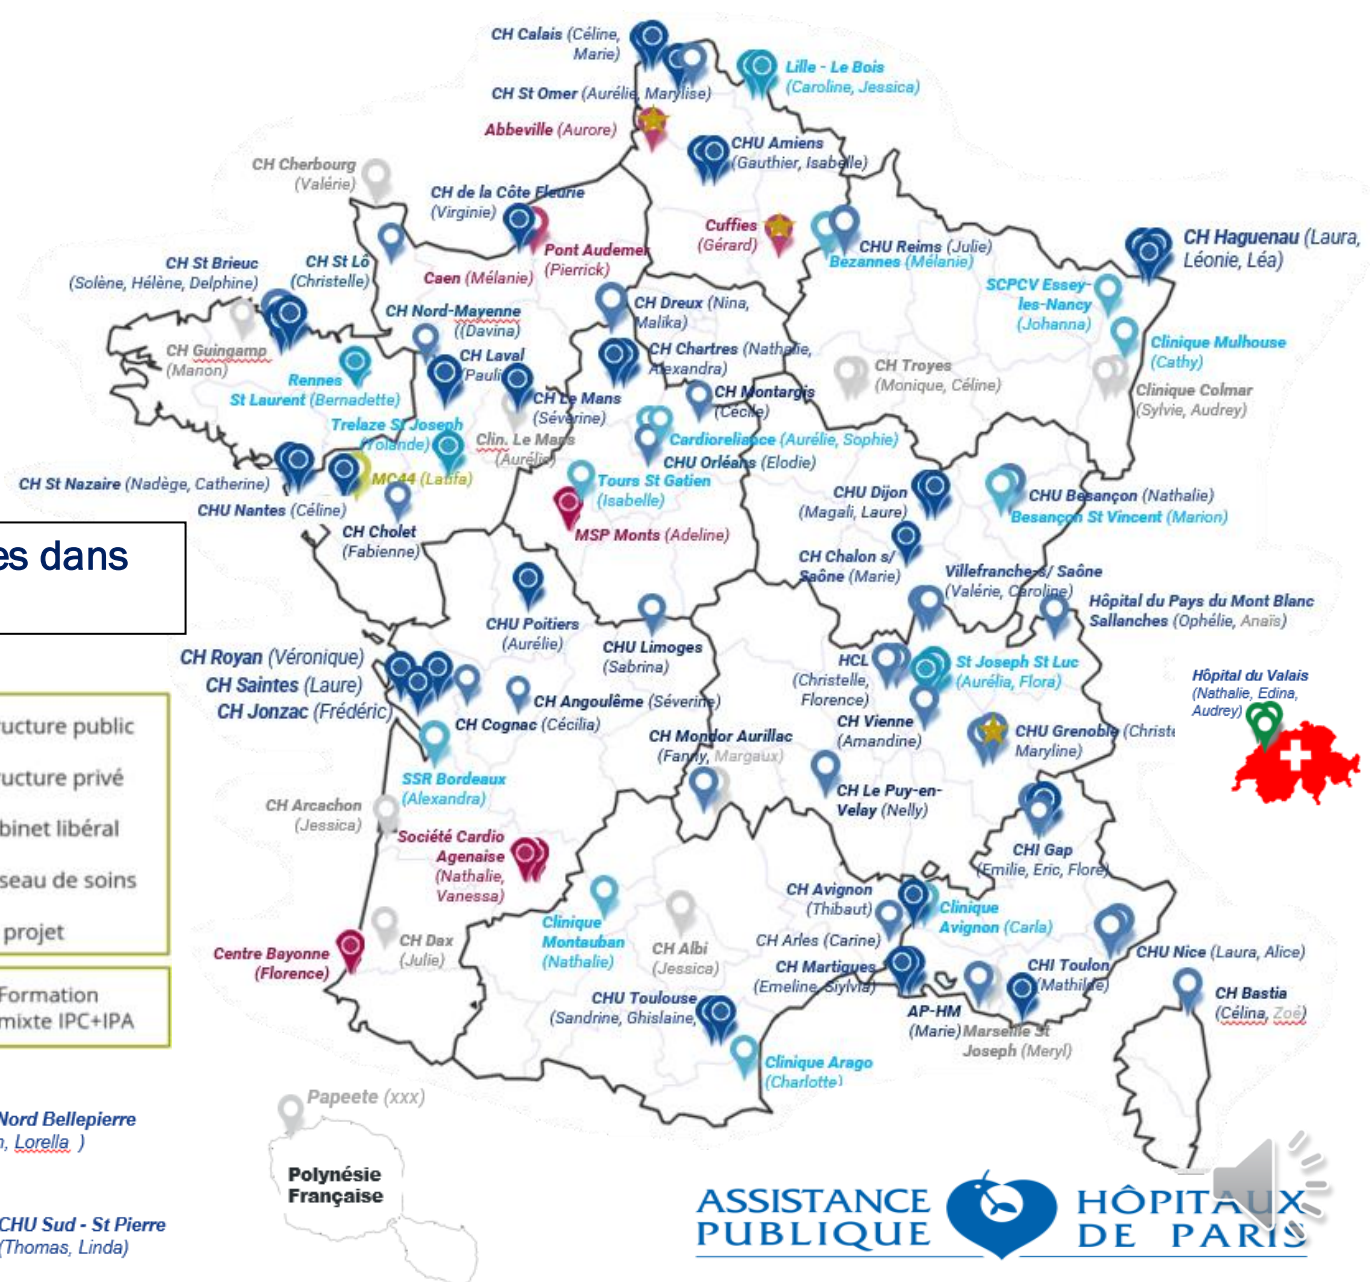 CH Calais (Céline,
Marie)
Lille - Le Bois
(Caroline, Jessica)
CH St Omer (Aurélie, Marylise)
Abbeville (Aurore)
CHU Amiens
(Gauthier, Isabelle)
CH Cherbourg
(Valérie)
CH de la Côte Fleurie
(Virginie)
Cuffies
(Gérard)
CHU Reims (Julie)
Bezannes (Mélanie)
CH Haguenau (Laura,
Léonie, Léa)
Pont Audemer
(Pierrick)
Caen (Mélanie)
CH St Brieuc
(Solène, Hélène, Delphine)
CH St Lô
(Christelle)
SCPCV Essey-
les-Nancy
(Johanna)
CH Dreux (Nina,
Malika)
CH Nord-Mayenne
((Davina)
CH Guingamp
(Manon)
CH Laval
(Pauli
CH Chartres (Nathalie,
Alexandra)
Clinique Mulhouse
(Cathy)
CH Troyes
(Monique, Céline)
Clinique Colmar
(Sylvie, Audrey)
Rennes
St Laurent (Bernadette)
CH Le Mans
(Séverine)
CH Montargis
(Cécile)
Trelaze St Joseph
(Yolande)
Clin. Le Mans
(Aurélie)
Cardioreliance (Aurélie, Sophie)
CHU Orléans (Elodie)
CH St Nazaire (Nadège, Catherine)
MC44 (Latifa)
Tours St Gatien
(Isabelle)
CHU Nantes (Céline)
CH Cholet
(Fabienne)
MSP Monts (Adeline)
CHU Dijon
(Magali, Laure)
CHU Besançon (Nathalie)
Besançon St Vincent (Marion)
es dans
CH Chalon s/
Saône (Marie)
Villefranche-s/ Saône
(Valérie, Caroline)
Hôpital du Pays du Mont Blanc
Sallanches (Ophélie, Anaïs)
CHU Poitiers
(Aurélie)
CHU Limoges
(Sabrina)
CH Royan (Véronique)
CH Saintes (Laure)
CH Jonzac (Frédéric)
HCL
(Christelle,
Florence)
St Joseph St Luc
(Aurélia, Flora)
Hôpital du Valais
(Nathalie, Edina,
Audrey)
CH Angoulême (Séverine)
CH Cognac (Cécilia)
CH Vienne
(Amandine)
CHU Grenoble (Christe
Maryline)
CH Mondor Aurillac
(Fanny, Margaux)
ucture public
ructure privé
binet libéral
seau de soins
projet
SSR Bordeaux
(Alexandra)
CH Le Puy-en-
Velay (Nelly)
CH Arcachon
(Jessica)
Société Cardio
Agenaise
(Nathalie,
Vanessa)
CHI Gap
(Emilie, Eric, Flore)
CH Avignon
(Thibaut)
Clinique
Avignon (Carla)
Clinique
Montauban
(Nathalie)
CH Albi
(Jessica)
CH Dax
(Julie)
Centre Bayonne
(Florence)
CH Arles (Carine)
CH Martigues
(Emeline, Siylvia)
CHU Nice (Laura, Alice)
CHI Toulon
(Mathilde)
CH Bastia
(Célina, Zoé)
Formation
mixte IPC+IPA
CHU Toulouse
(Sandrine, Ghislaine,
AP-HM
(Marie)
Marseille St
Joseph (Meryl)
Clinique Arago
(Charlotte)
Papeete (xxx)
Nord Bellepierre
n, Lorella )
Polynésie
Française
CHU Sud - St Pierre
(Thomas, Linda)
ASSISTANCE HÔPITAUX
PUBLIQUE DE PARIS